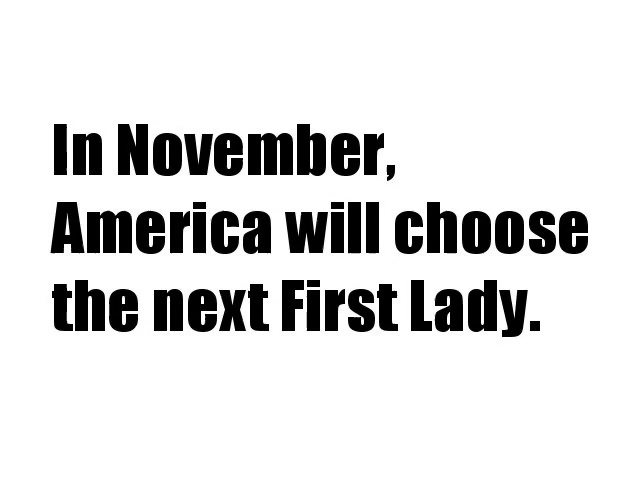 In November,
America will choose
the next First Lady.